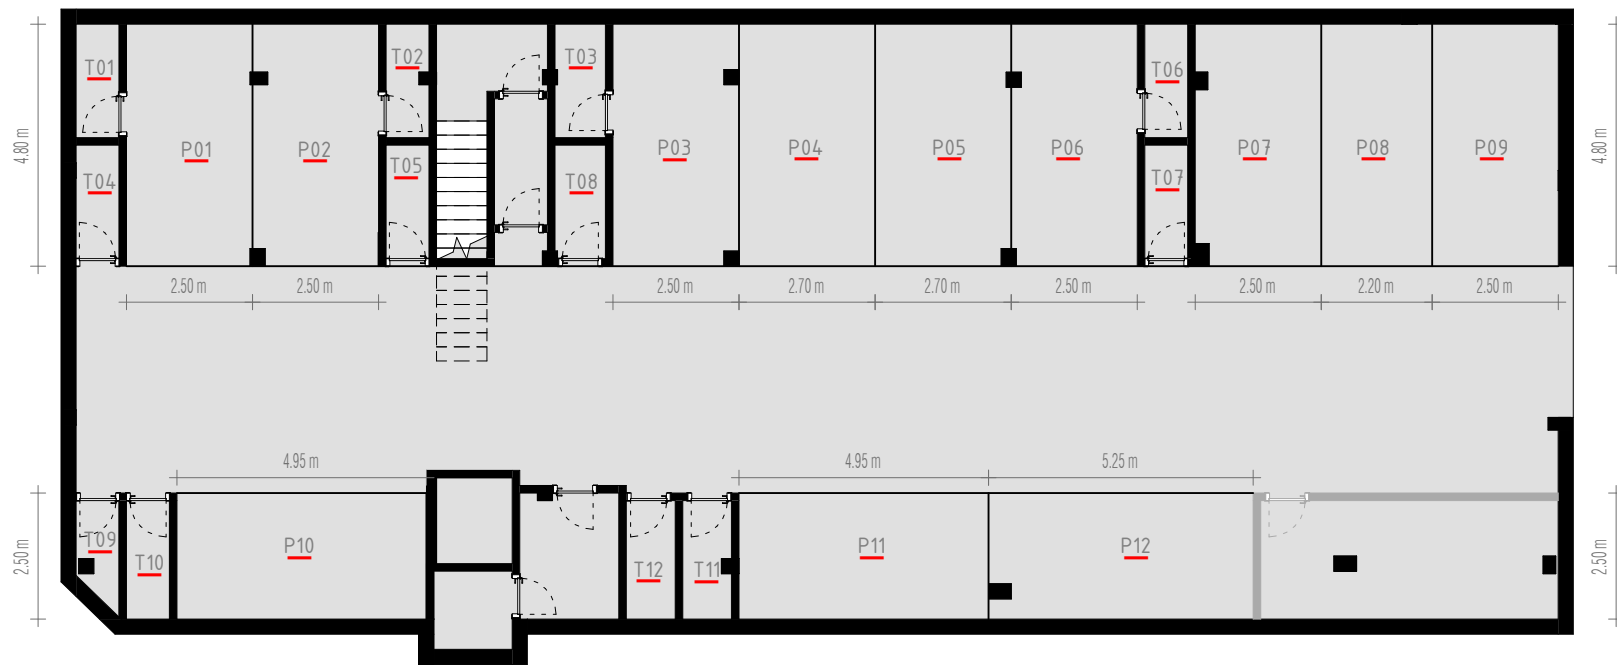 T01
T02
T03
T06
4.80 m
P01
P02
P03
P04
P05
P06
P07
P08
P09
4.80 m
T04
T05
T08
T07
2.50 m
2.50 m
2.50 m
2.70 m
2.70 m
2.50 m
2.50 m
2.20 m
2.50 m
4.95 m
4.95 m
5.25 m
2.50 m
T09
T10
P10
T12
T11
P11
P12
2.50 m